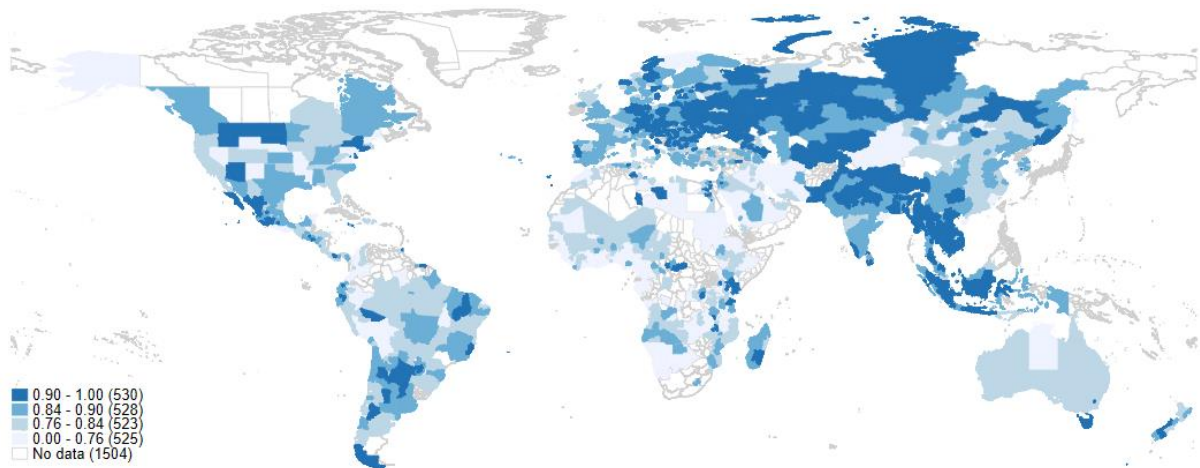 0.90 - 1.00 (530)
0.84 - 0.90 (528)
0.76 - 0.84 (523)
0.00 - 0.76 (525)
No data (1504)